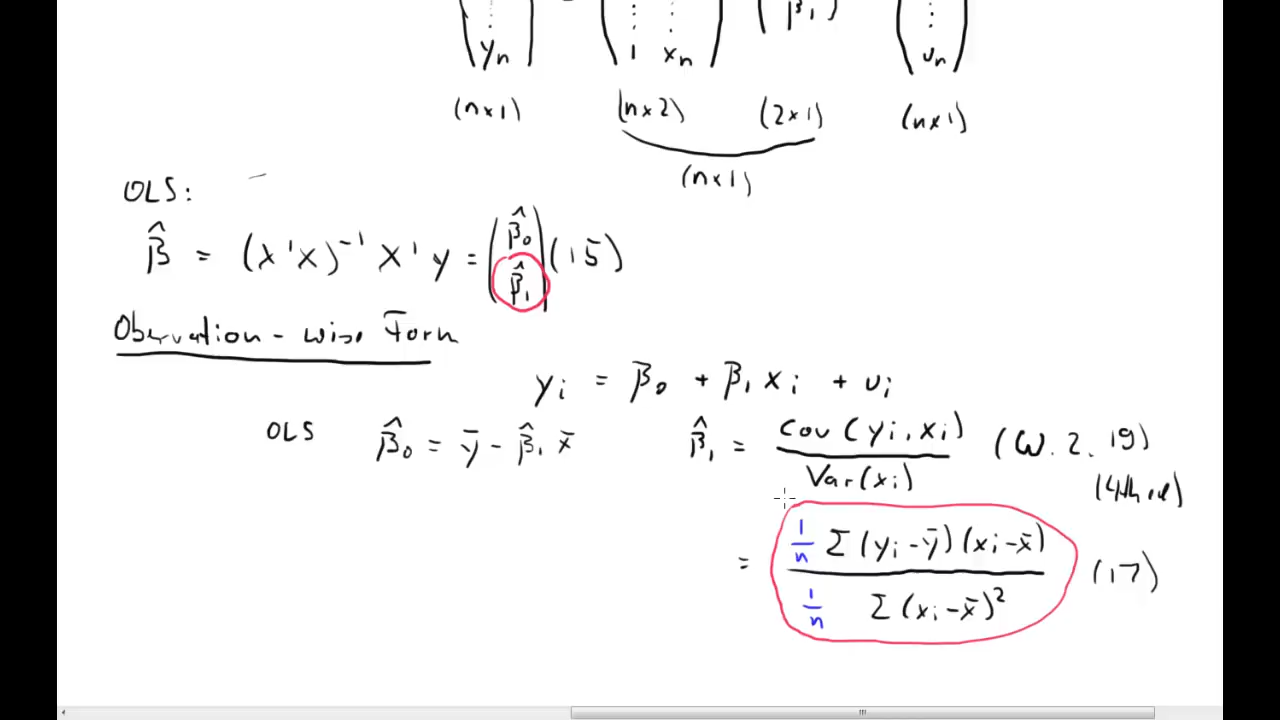 ⋮ ⋮ ⋮ β₁ ⋮
yₙ 1 xₙ uₙ
(n×1) (n×2) (2×1) (n×1)
(n×1)
OLS:
β̂ = (X'X)⁻¹ X'y = (β̂₀ β̂₁) (15)
Obervation - wise Form
yᵢ = β₀ + β₁ xᵢ + uᵢ
OLS β̂₀ = ȳ - β̂₁ x̄ β̂₁ = Cov(yᵢ, xᵢ) / Var(xᵢ) (W. 2. 19)
(4th ed)
= 1/n Σ(yᵢ - ȳ)(xᵢ - x̄) / 1/n Σ(xᵢ - x̄)² (17)